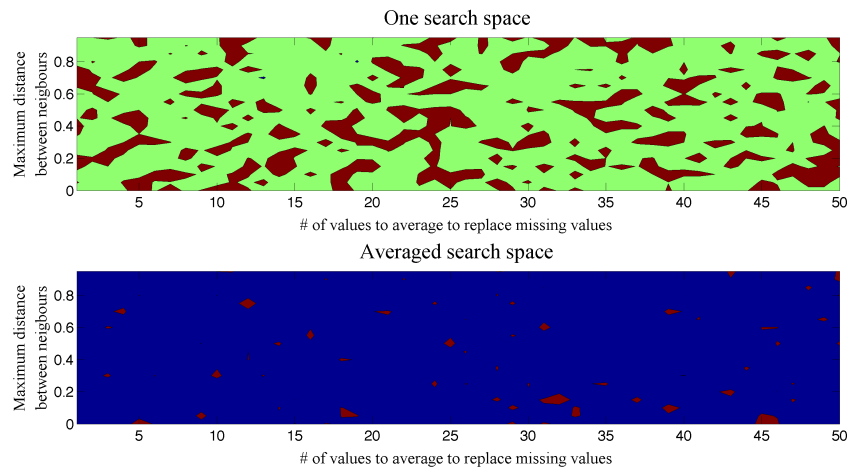 One search space
Maximum distance
between neigbours
0.8
0.6
0.4
0.2
0
5 10 15 20 25 30 35 40 45 50
# of values to average to replace missing values
Averaged search space
Maximum distance
between neigbours
0.8
0.6
0.4
0.2
0
5 10 15 20 25 30 35 40 45 50
# of values to average to replace missing values